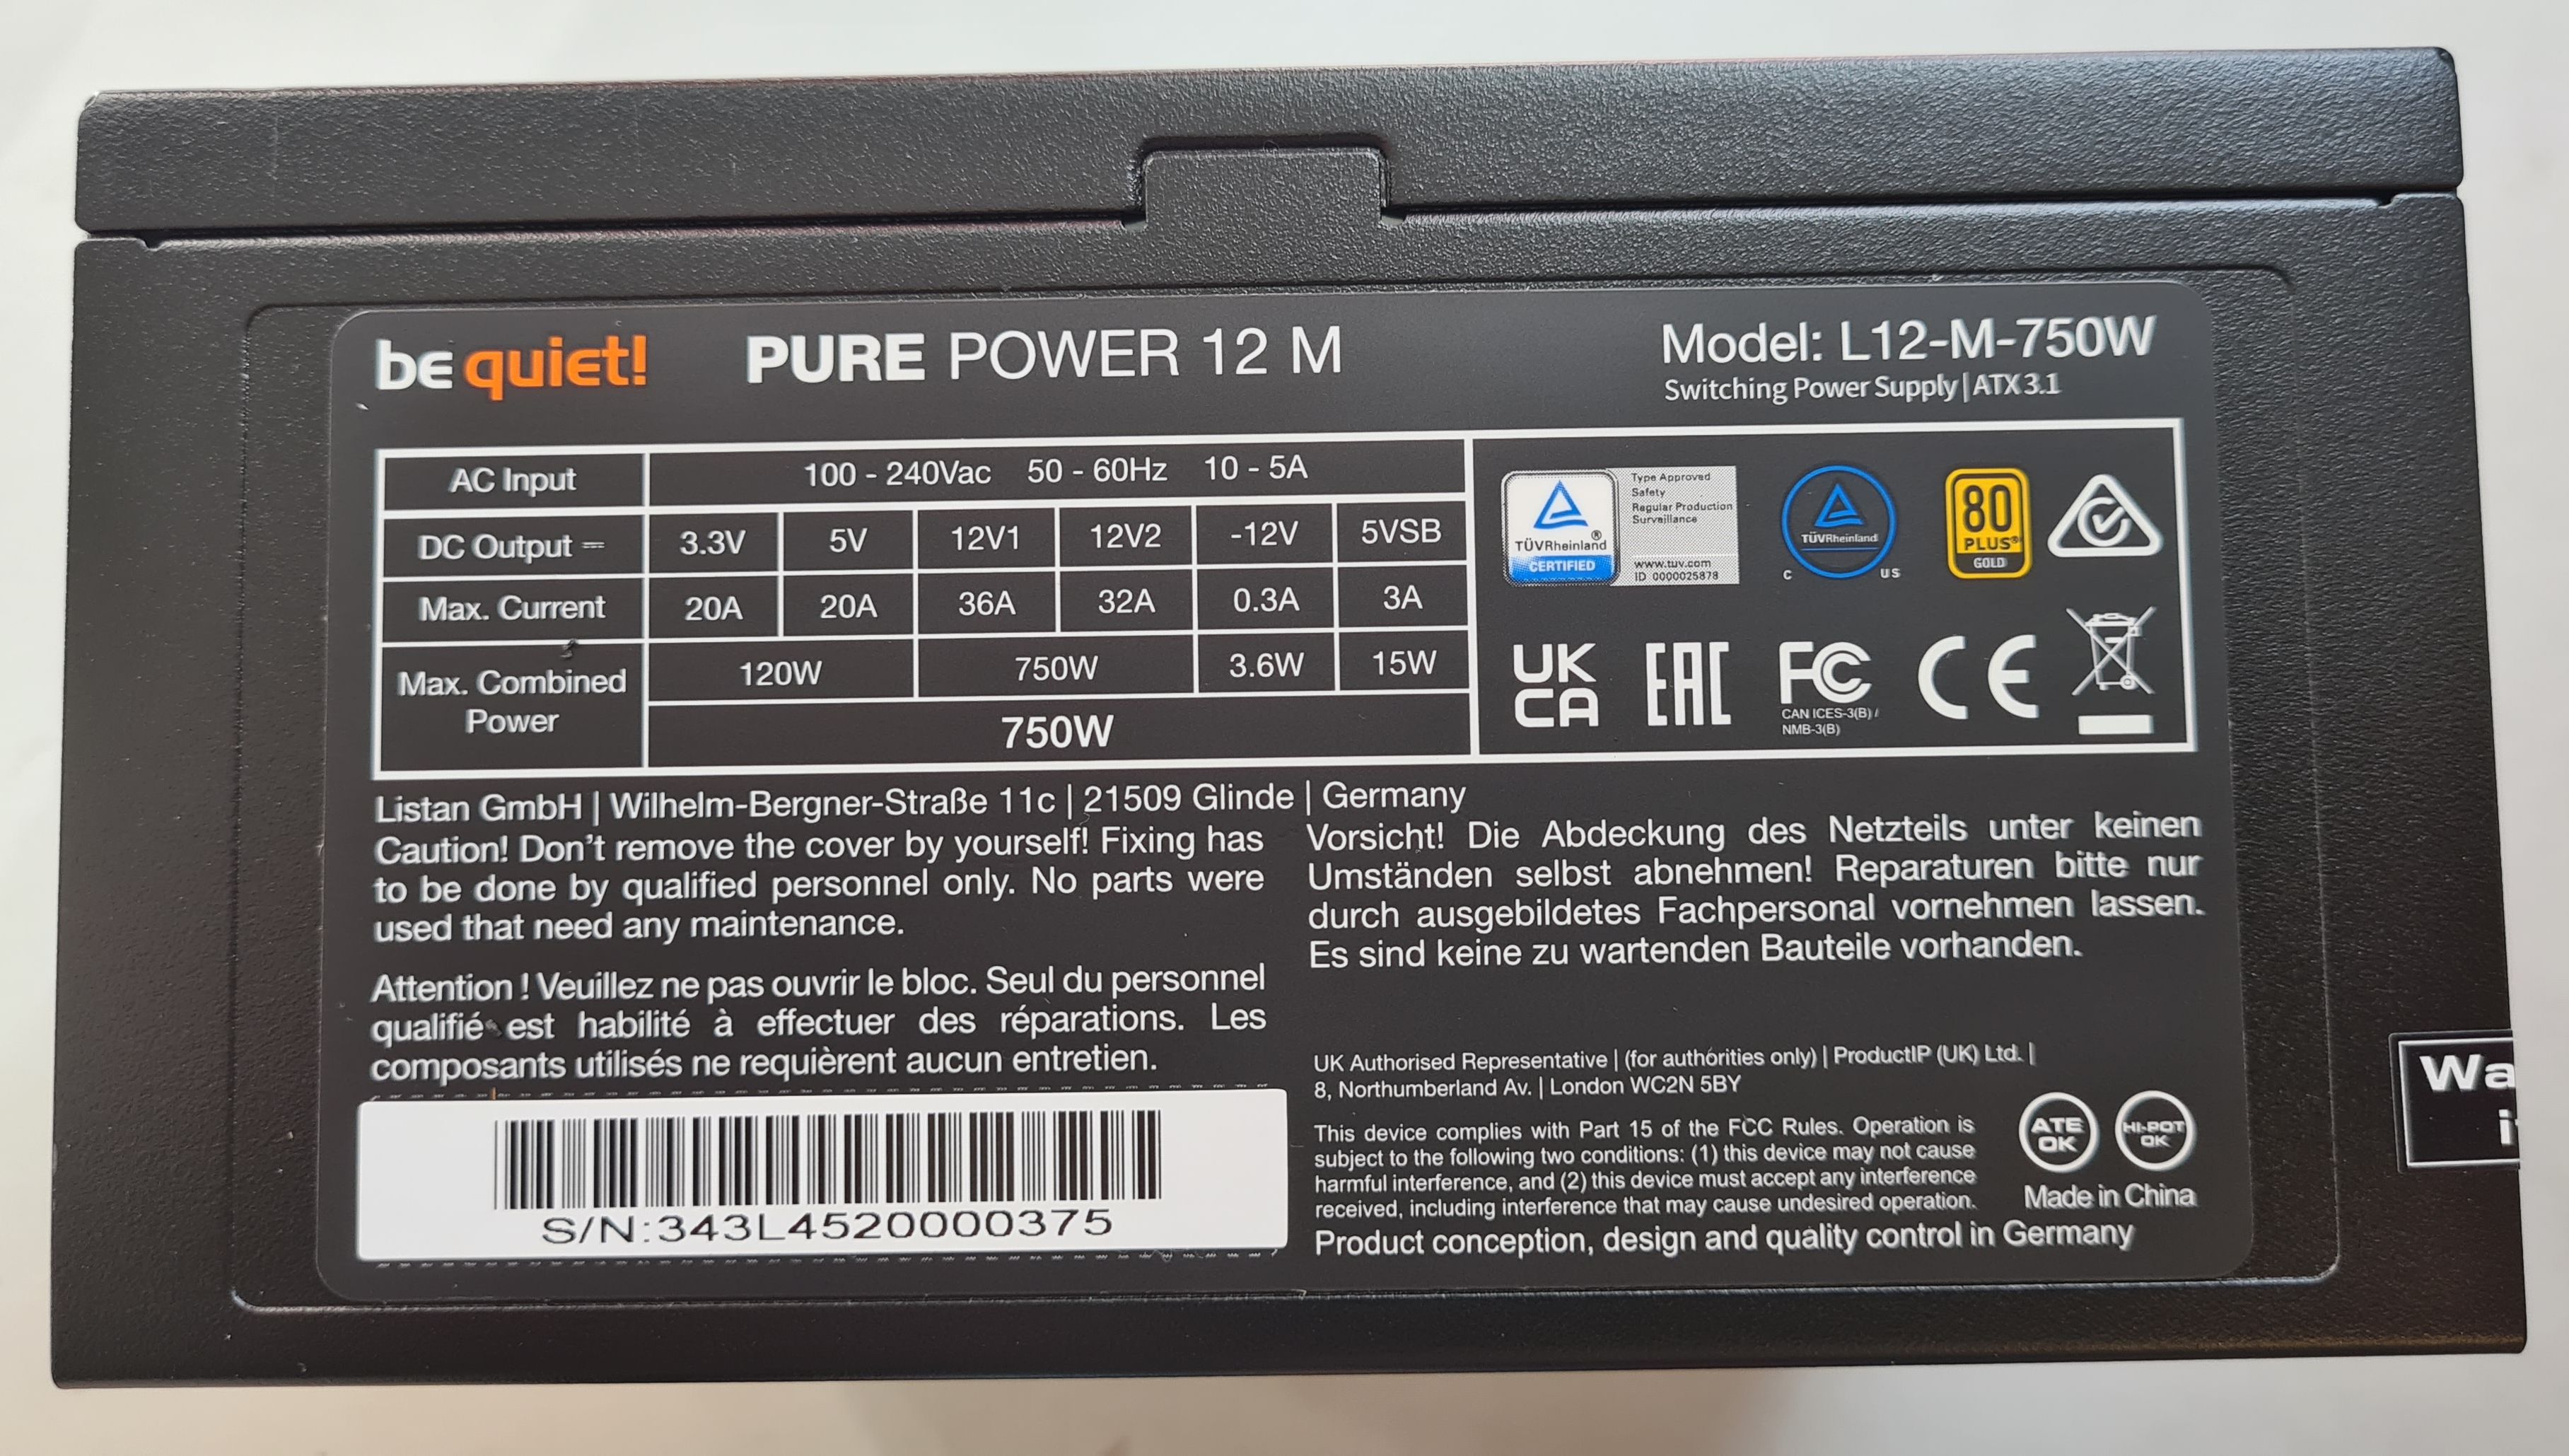 be quiet! PURE POWER 12 M Model: L12-M-750W
Switching Power Supply | ATX 3.1
AC Input 100 - 240Vac 50 - 60Hz 10 - 5A
DC Output 3.3V 5V 12V1 12V2 -12V 5VSB
Max. Current 20A 20A 36A 32A 0.3A 3A
Max. Combined Power 120W 750W 3.6W 15W
750W
TÜVRheinland®
CERTIFIED
Type Approved
Safety
Regular Production
Surveillance
www.tuv.com
ID 0000025878
TÜVRheinland
C US
80
PLUS®
GOLD
UK
CA
EAC
FC
CAN ICES-3(B) /
NMB-3(B)
CE
Listan GmbH | Wilhelm-Bergner-Straße 11c | 21509 Glinde | Germany
Caution! Don't remove the cover by yourself! Fixing has
to be done by qualified personnel only. No parts were
used that need any maintenance.
Attention ! Veuillez ne pas ouvrir le bloc. Seul du personnel
qualifié est habilité à effectuer des réparations. Les
composants utilisés ne requièrent aucun entretien.
S/N:343L4520000375
Vorsicht! Die Abdeckung des Netzteils unter keinen
Umständen selbst abnehmen! Reparaturen bitte nur
durch ausgebildetes Fachpersonal vornehmen lassen.
Es sind keine zu wartenden Bauteile vorhanden.
UK Authorised Representative | (for authorities only) | ProductIP (UK) Ltd. |
8, Northumberland Av. | London WC2N 5BY
This device complies with Part 15 of the FCC Rules. Operation is
subject to the following two conditions: (1) this device may not cause
harmful interference, and (2) this device must accept any interference
received, including interference that may cause undesired operation.
ATE
OK
HI-POT
OK
Made in China
Product conception, design and quality control in Germany